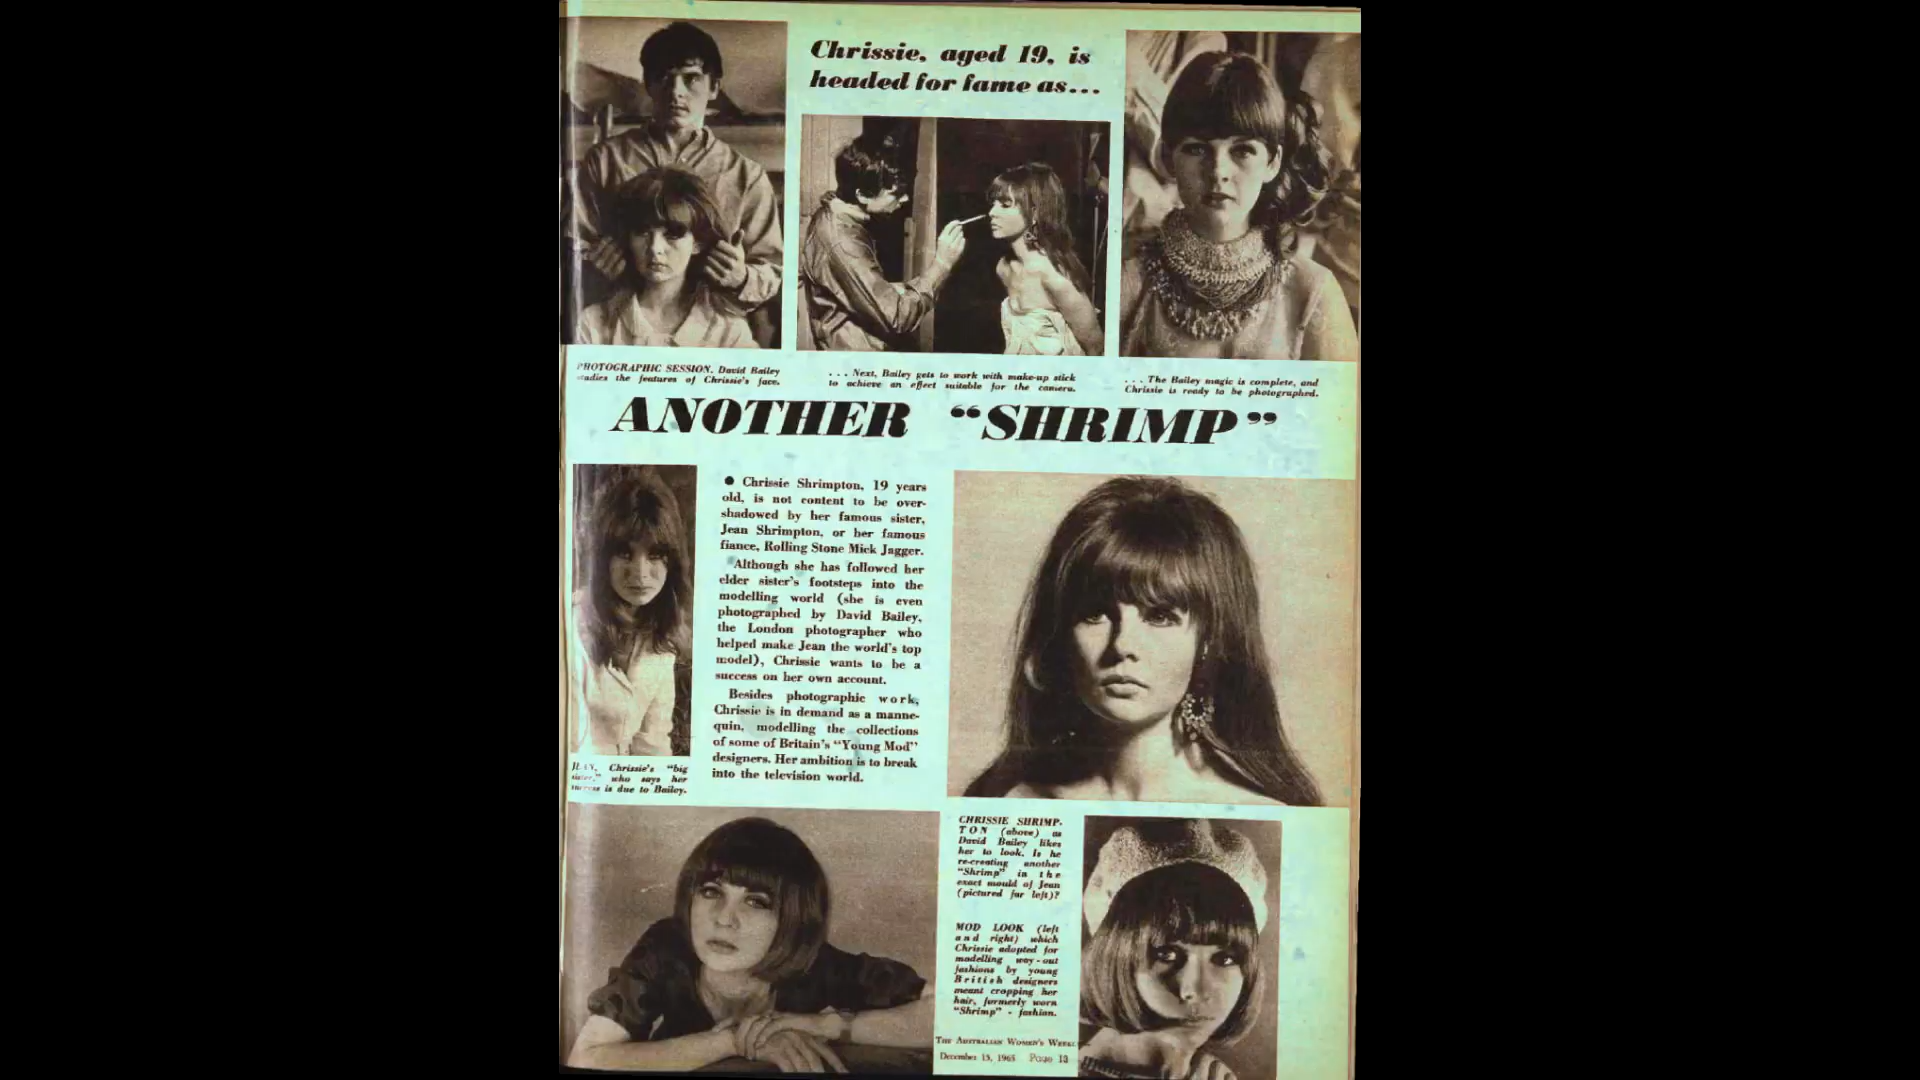 Chrissie, aged 19, is
headed for fame as...
PHOTOGRAPHIC SESSION. David Bailey
studies the features of Chrissie's face.
. . . Next, Bailey gets to work with make-up stick
to achieve an effect suitable for the camera.
. . . The Bailey magic is complete, and
Chrissie is ready to be photographed.
ANOTHER "SHRIMP"
● Chrissie Shrimpton, 19 years
old, is not content to be over-
shadowed by her famous sister,
Jean Shrimpton, or her famous
fiance, Rolling Stone Mick Jagger.
Although she has followed her
elder sister's footsteps into the
modelling world (she is even
photographed by David Bailey,
the London photographer who
helped make Jean the world's top
model), Chrissie wants to be a
success on her own account.
Besides photographic work,
Chrissie is in demand as a manne-
quin, modelling the collections
of some of Britain's "Young Mod"
designers. Her ambition is to break
into the television world.
JEAN, Chrissie's "big
sister," who says her
success is due to Bailey.
CHRISSIE SHRIMP-
TON (above) as
David Bailey likes
her to look. Is he
re-creating another
"Shrimp" in the
exact mould of Jean
(pictured far left)?
MOD LOOK (left
and right) which
Chrissie adopted for
modelling way-out
fashions by young
British designers
meant cropping her
hair, formerly worn
"Shrimp" - fashion.
THE AUSTRALIAN WOMEN'S WEEKLY
December 15, 1965 Page 13